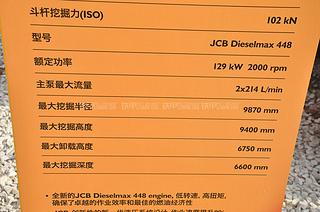 斗杆挖掘力(ISO)
102 kN
型号
JCB Dieselmax 448
额定功率
129 kW 2000 rpm
主泵最大流量
2x214 L/min
最大挖掘半径
9870 mm
最大挖掘高度
9400 mm
最大卸载高度
6750 mm
最大挖掘深度
6600 mm
• 全新的JCB Dieselmax 448 engine, 低转速, 高扭矩,
确保了卓越的作业效率和最佳的燃油经济性